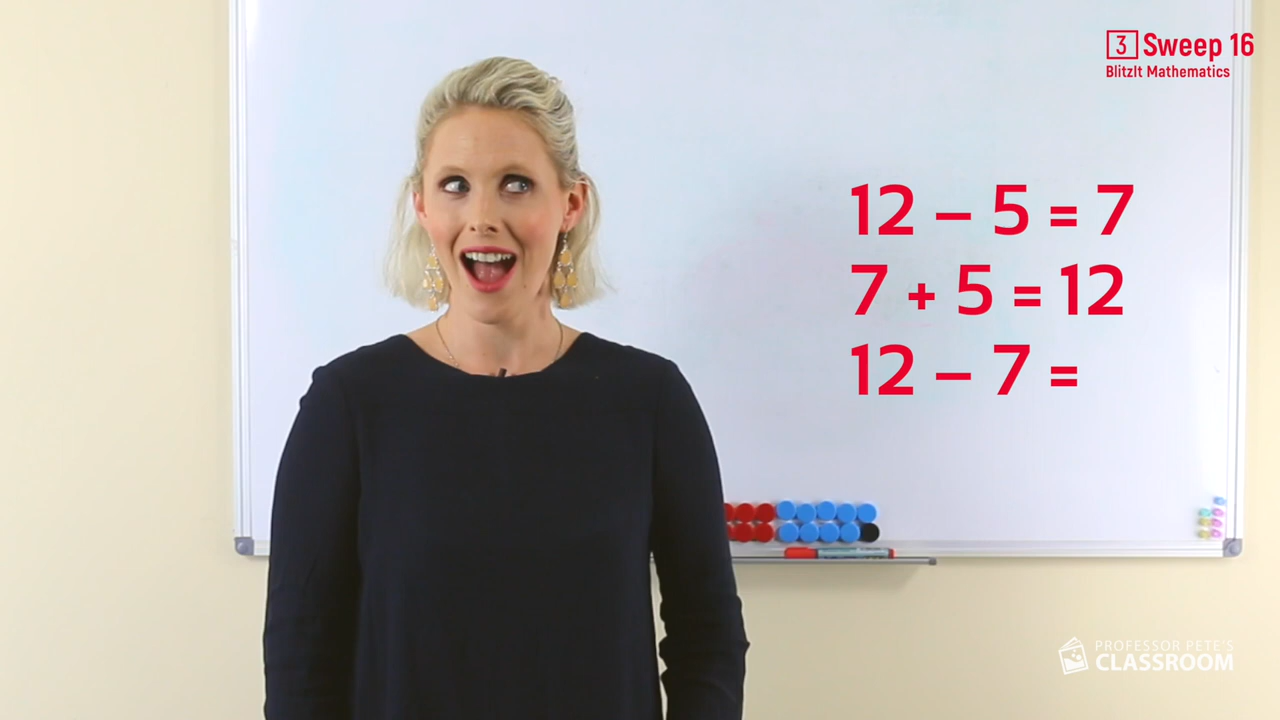 3 Sweep 16
BlitzIt Mathematics
12 – 5 = 7
7 + 5 = 12
12 – 7 =
PROFESSOR PETE'S
CLASSROOM